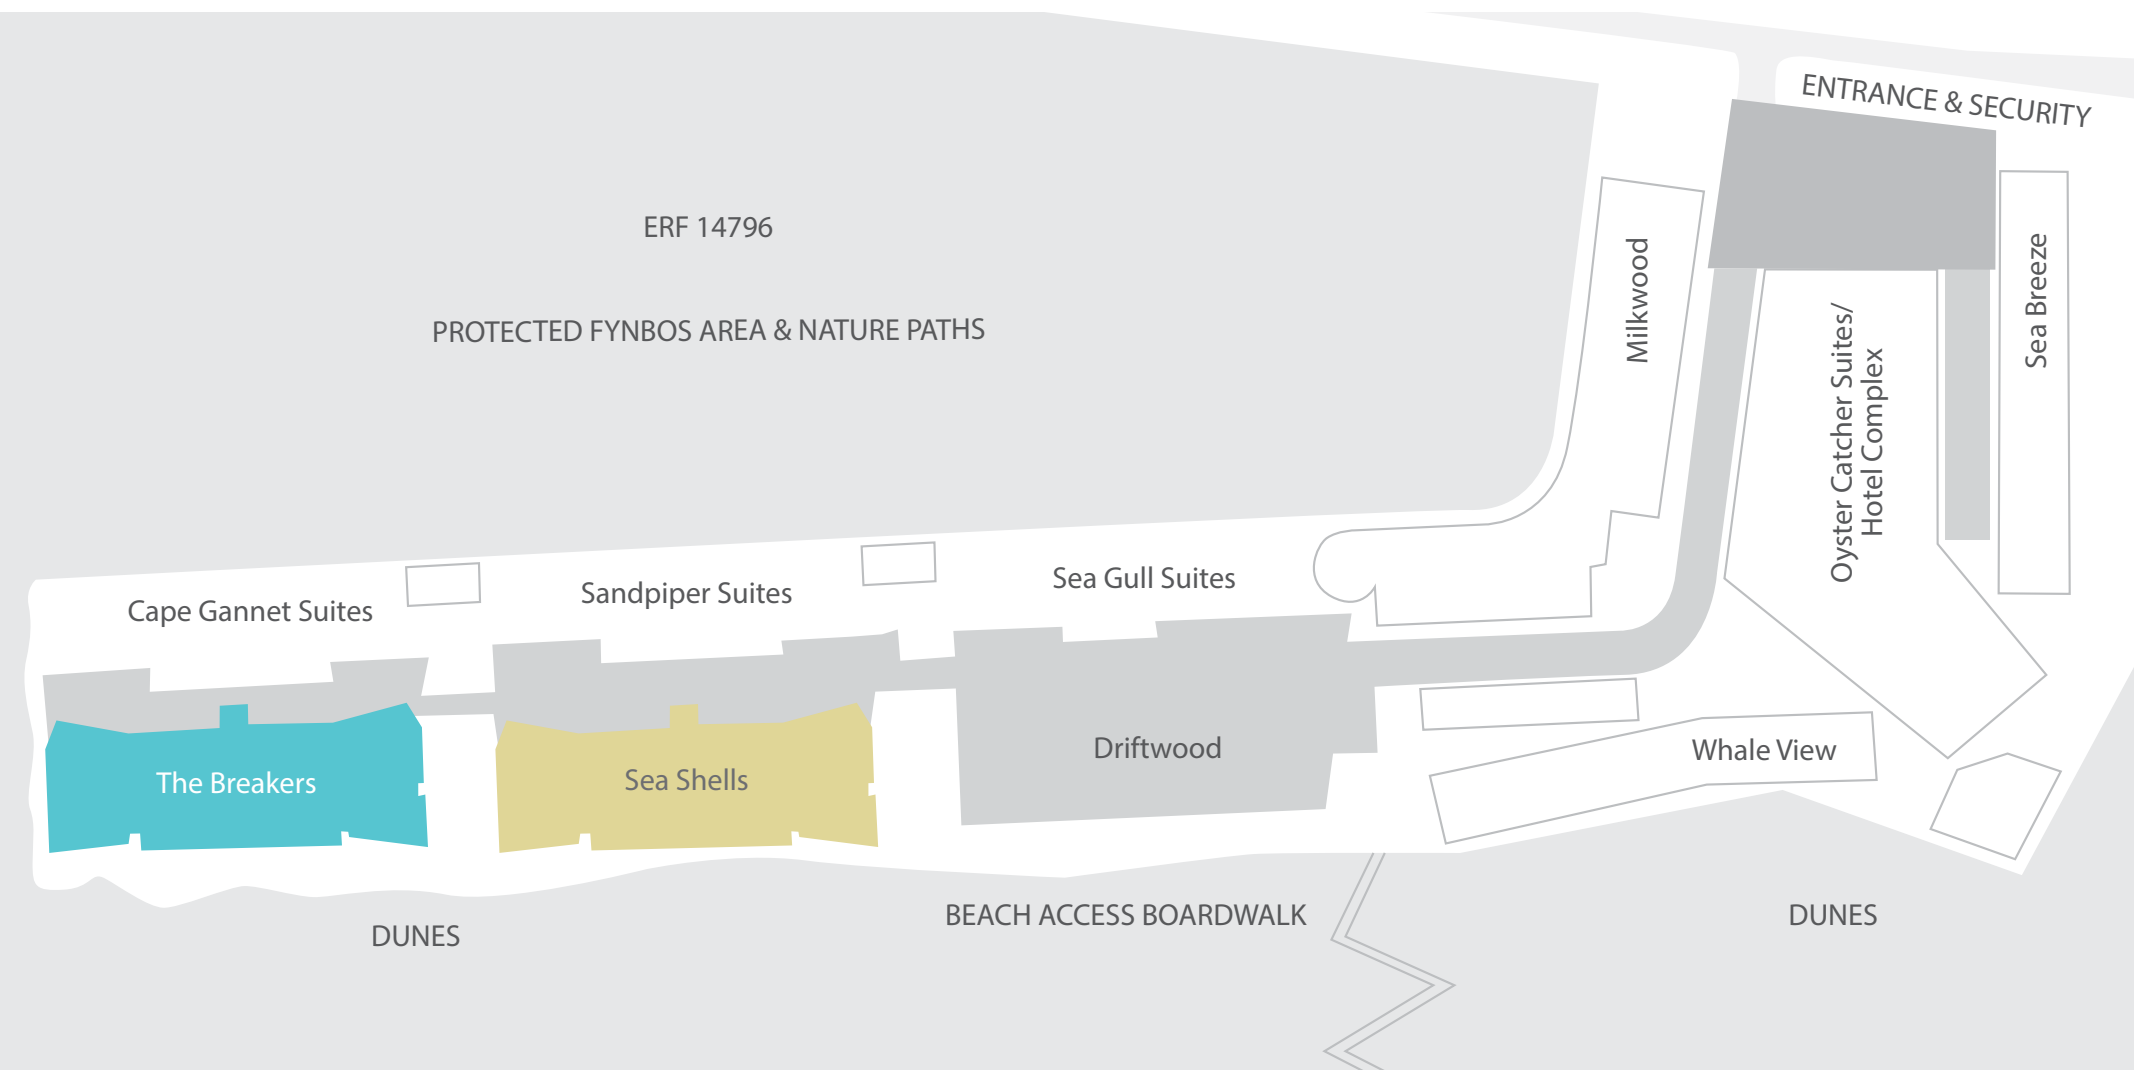 ENTRANCE & SECURITY
ERF 14796
PROTECTED FYNBOS AREA & NATURE PATHS
Milkwood
Oyster Catcher Suites/
Hotel Complex
Sea Breeze
Cape Gannet Suites
Sandpiper Suites
Sea Gull Suites
The Breakers
Sea Shells
Driftwood
Whale View
DUNES
BEACH ACCESS BOARDWALK
DUNES